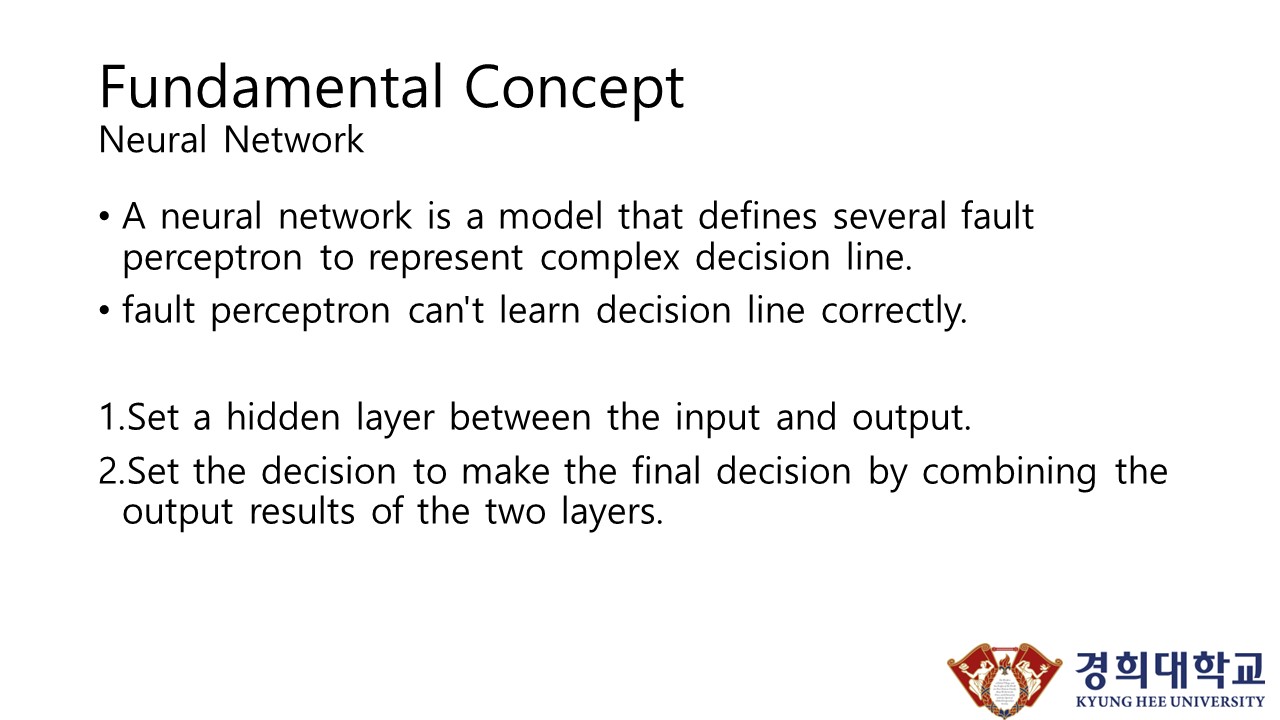 Fundamental Concept
Neural Network
• A neural network is a model that defines several fault
perceptron to represent complex decision line.
• fault perceptron can't learn decision line correctly.
1.Set a hidden layer between the input and output.
2.Set the decision to make the final decision by combining the
output results of the two layers.
경희대학교
KYUNG HEE UNIVERSITY